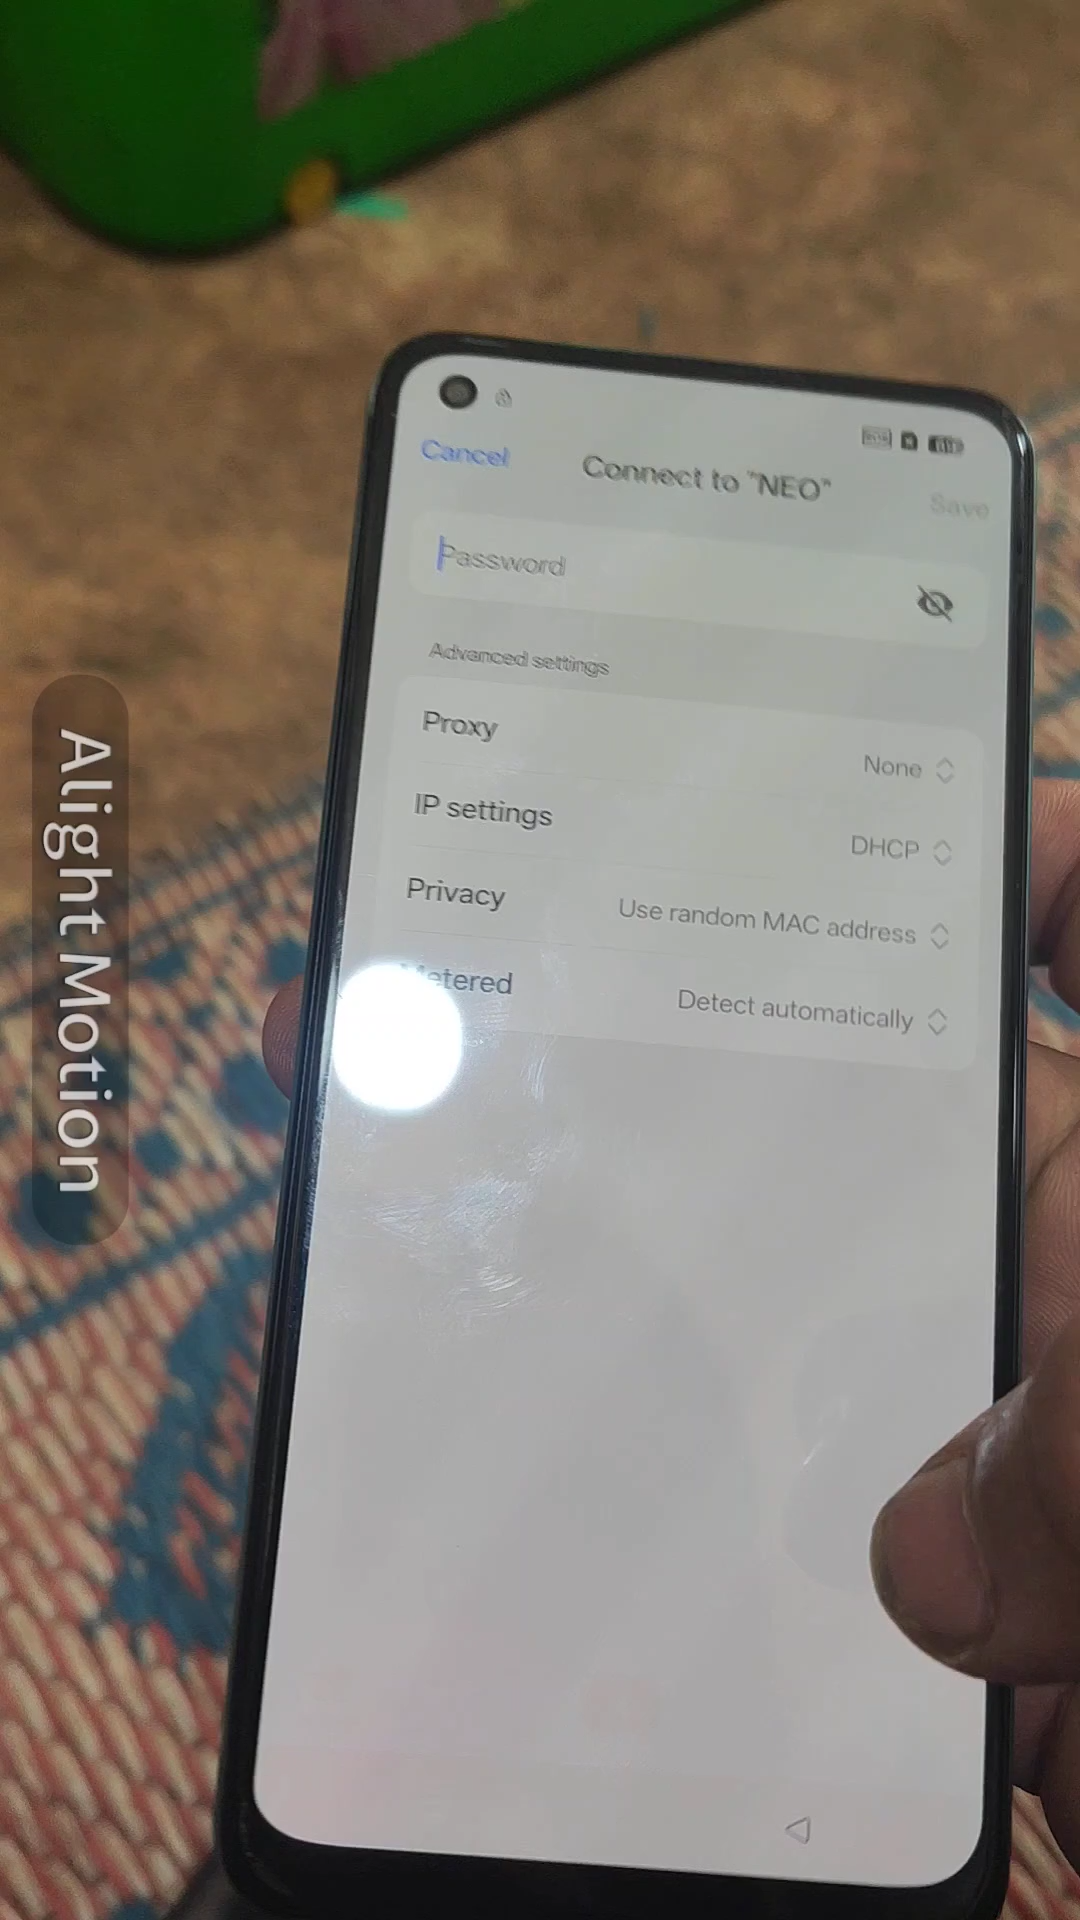 Cancel
Connect to "NEO"
Save
Password
Advanced settings
Proxy
None
IP settings
DHCP
Privacy
Use random MAC address
Metered
Detect automatically
Alight Motion